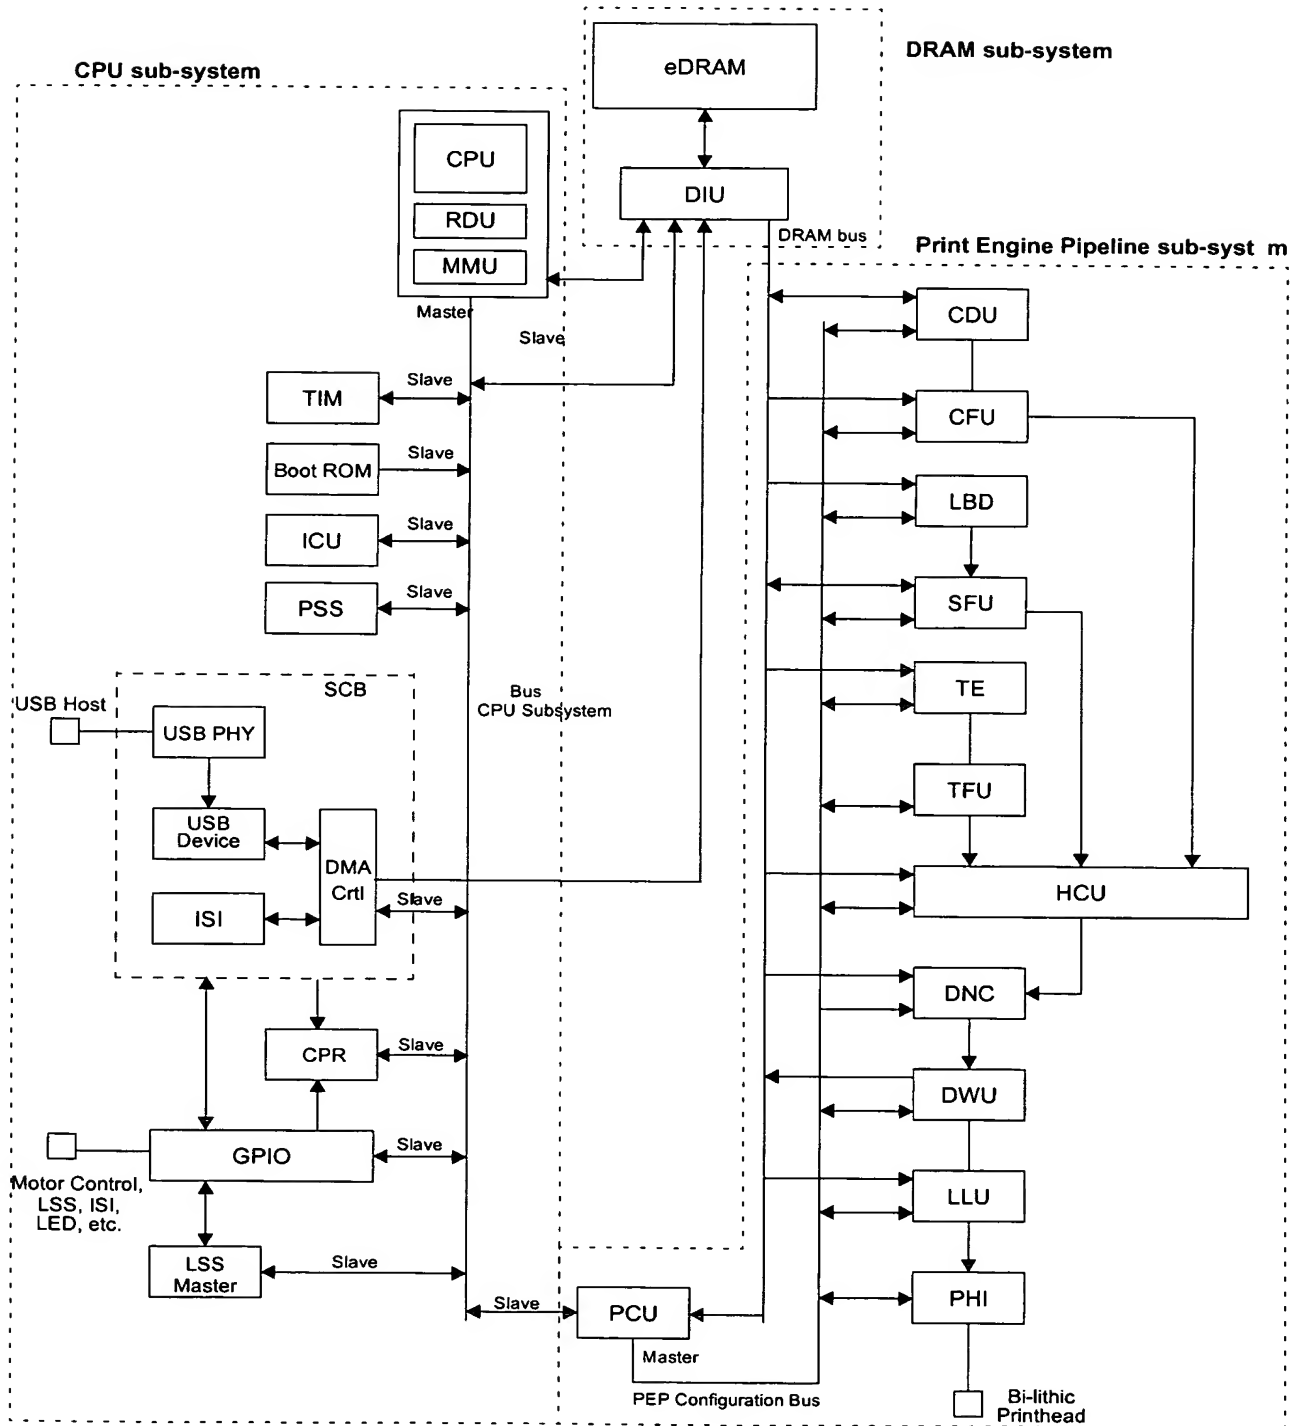 CPU sub-system
eDRAM
DRAM sub-system
CPU
RDU
MMU
DIU
DRAM bus
Print Engine Pipeline sub-syst m
Master
Slave
CDU
TIM
Slave
CFU
Boot ROM
Slave
LBD
ICU
Slave
PSS
Slave
SFU
SCB
USB Host
USB PHY
Bus
CPU Subsystem
TE
USB
Device
TFU
DMA
Crtl
Slave
ISI
HCU
DNC
CPR
Slave
DWU
GPIO
Slave
Motor Control,
LSS, ISI,
LED, etc.
LLU
LSS
Master
Slave
Slave
PCU
PHI
Master
PEP Configuration Bus
Bi-lithic
Printhead